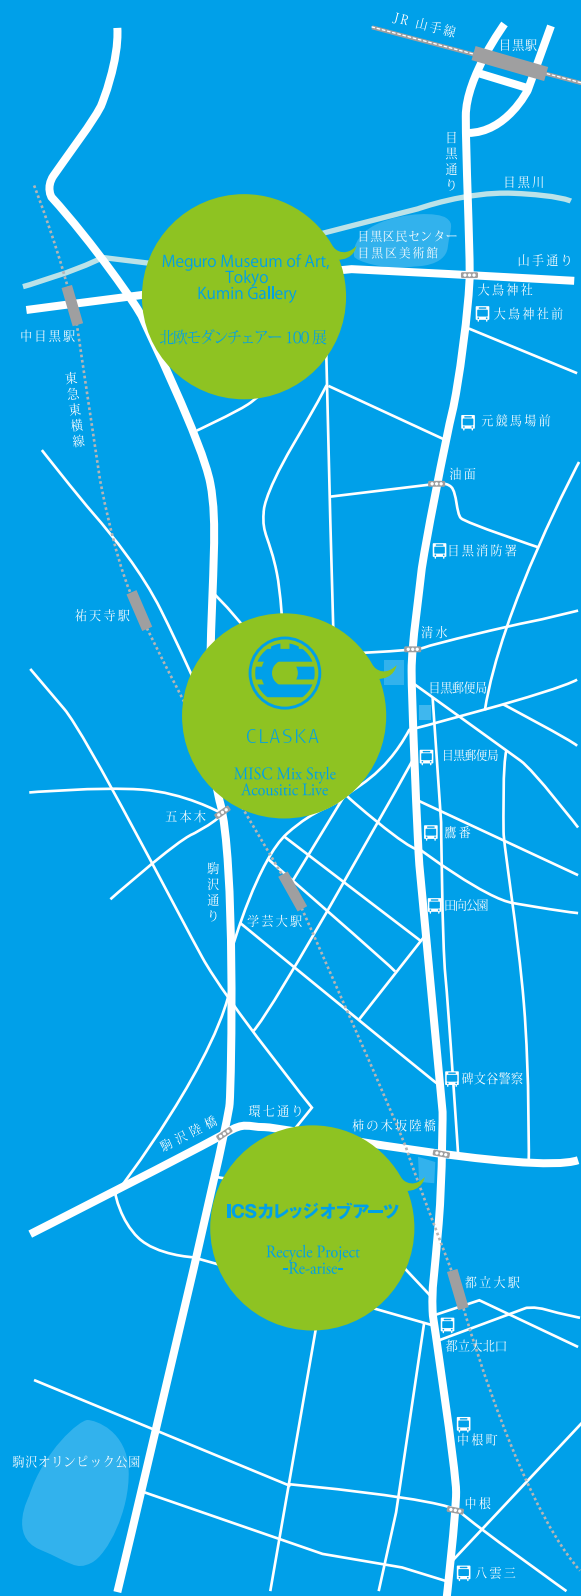 JR 山手線
目黒駅
目黒通り
目黒川
目黒区民センター
目黒区美術館
山手通り
Meguro Museum of Art,
Tokyo
Kumin Gallery
北欧モダンチェアー 100 展
大鳥神社
大鳥神社前
中目黒駅
東急東横線
元競馬場前
油面
目黒消防署
祐天寺駅
清水
目黒郵便局
CLASKA
MISC Mix Style
Acousitic Live
目黒郵便局
五本木
鷹番
駒沢通り
田向公園
学芸大駅
碑文谷警察
環七通り
駒沢陸橋
柿の木坂陸橋
ICSカレッジオブアーツ
Recycle Project
-Re-arise-
都立大駅
都立大北口
中根町
駒沢オリンピック公園
中根
八雲三